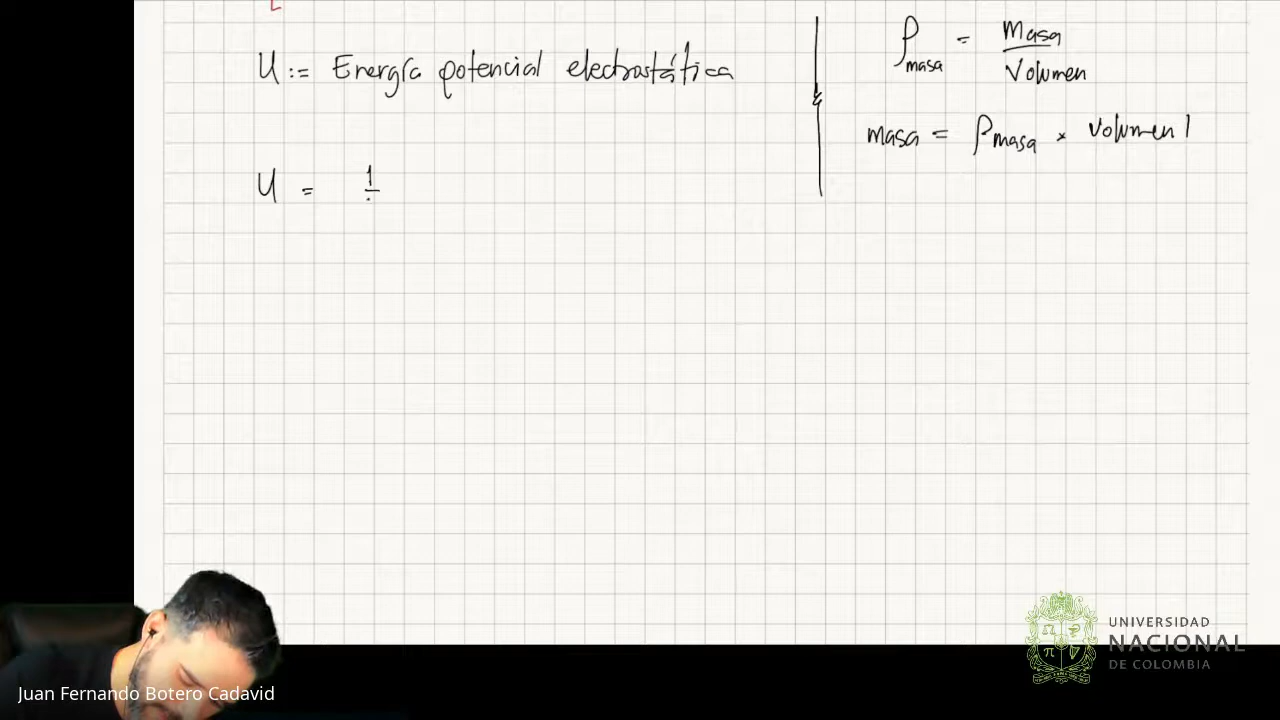 U := Energía potencial electrostática
U = 1
ρmasa = Masa
Volumen
masa = ρmasa × Volumen
UNIVERSIDAD
NACIONAL
DE COLOMBIA
Juan Fernando Botero Cadavid